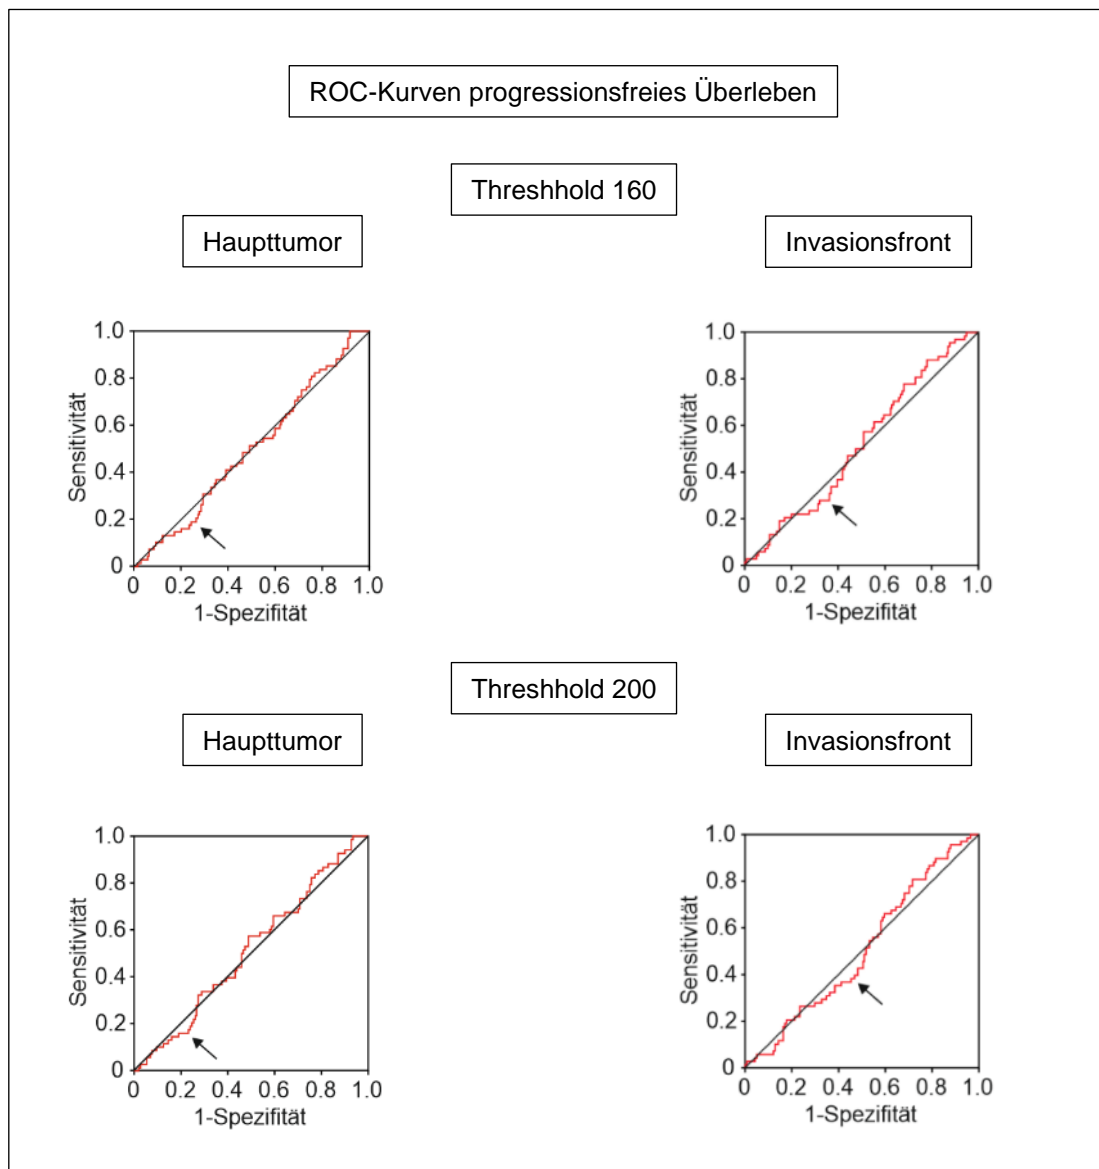 ROC-Kurven progressionsfreies Überleben
Threshhold 160
Haupttumor
Invasionsfront
1.0
0.8
0.6
0.4
0.2
0
Sensitivität
0 0.2 0.4 0.6 0.8 1.0
1-Spezifität
1.0
0.8
0.6
0.4
0.2
0
Sensitivität
0 0.2 0.4 0.6 0.8 1.0
1-Spezifität
Threshhold 200
Haupttumor
Invasionsfront
1.0
0.8
0.6
0.4
0.2
0
Sensitivität
0 0.2 0.4 0.6 0.8 1.0
1-Spezifität
1.0
0.8
0.6
0.4
0.2
0
Sensitivität
0 0.2 0.4 0.6 0.8 1.0
1-Spezifität